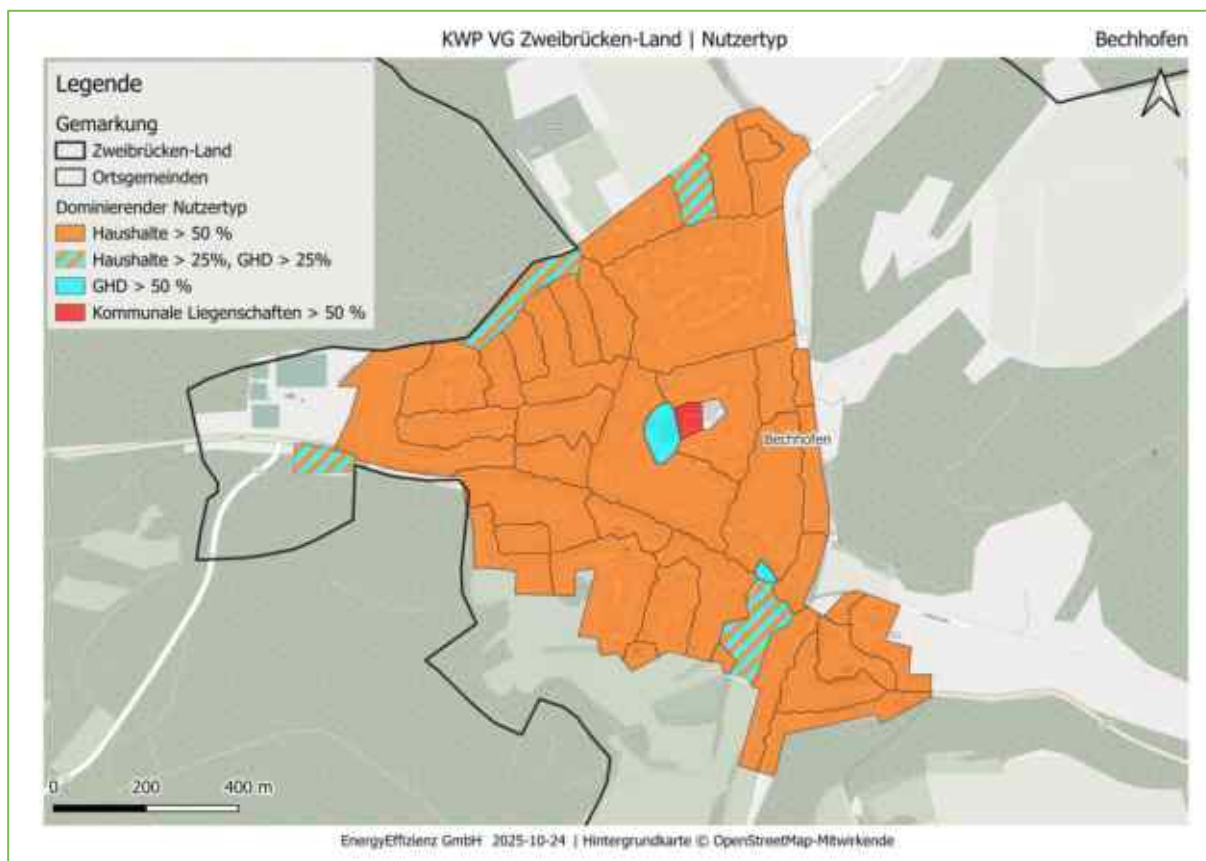 KWP VG Zweibrücken-Land | Nutzertyp
Bechhofen
Legende
Gemarkung
Zweibrücken-Land
Ortsgemeinden
Dominierender Nutzertyp
Haushalte > 50 %
Haushalte > 25%, GHD > 25%
GHD > 50 %
Kommunale Liegenschaften > 50 %
Bechhofen
0 200 400 m
EnergyEffizienz GmbH 2025-10-24 | Hintergrundkarte © OpenStreetMap-Mitwirkende